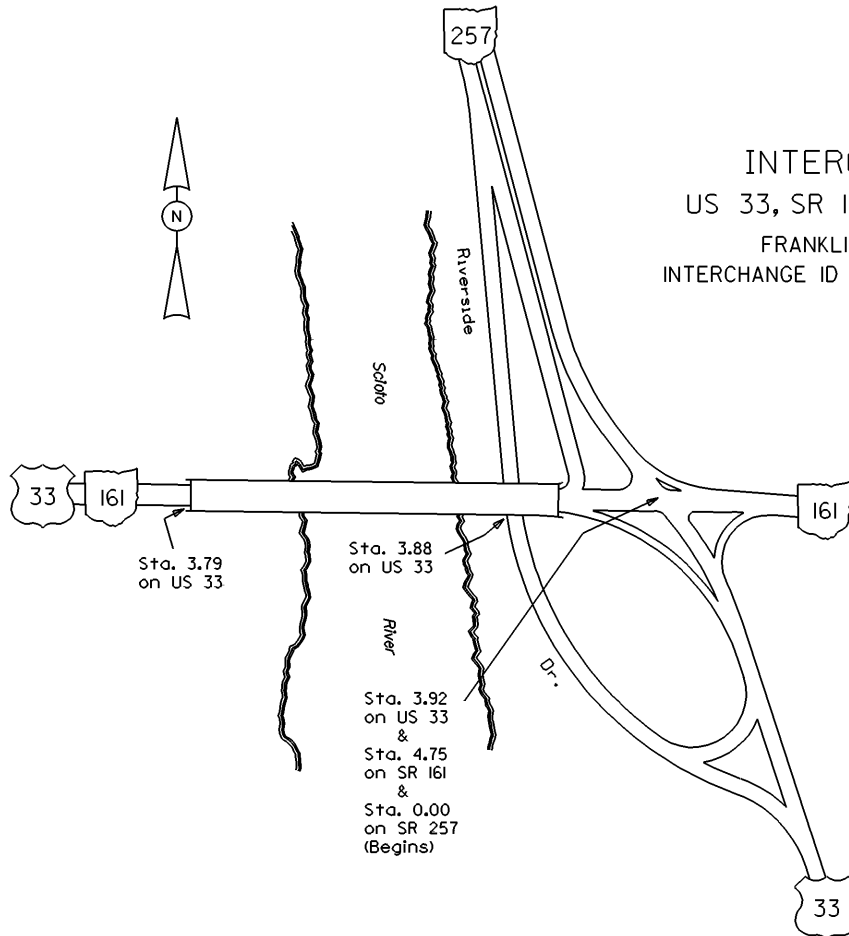 257
INTER
US 33, SR 1
FRANKLI
INTERCHANGE ID
N
Riverside
Scioto
33
161
161
Sta. 3.79
on US 33
Sta. 3.88
on US 33
River
Dr.
Sta. 3.92
on US 33
&
Sta. 4.75
on SR 161
&
Sta. 0.00
on SR 257
(Begins)
33